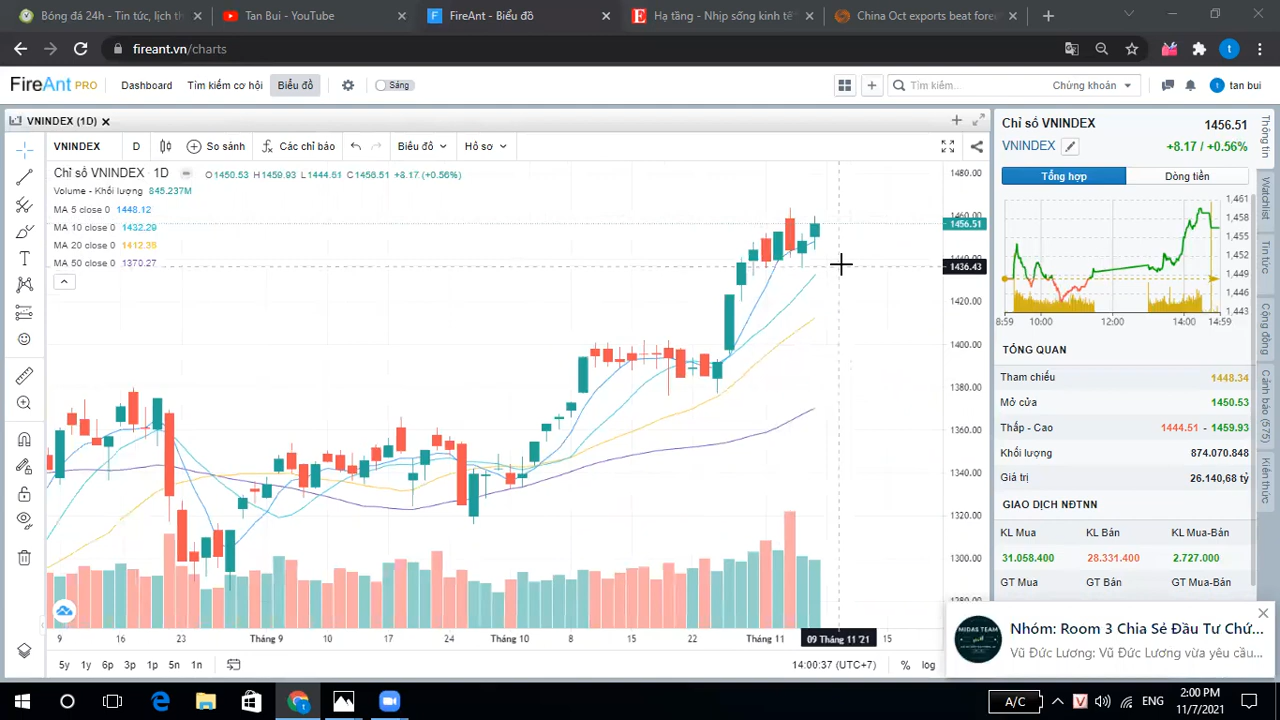 Bóng đá 24h - Tin tức, lịch th
Tan Bui - YouTube
FireAnt - Biểu đồ
Hạ tầng - Nhịp sống kinh tế
China Oct exports beat forec
fireant.vn/charts
t
FireAnt PRO
Dashboard
Tìm kiếm cơ hội
Biểu đồ
Sáng
Tìm kiếm...
Chứng khoán
t
tan bui
VNINDEX (1D)
VNINDEX
D
So sánh
Các chỉ báo
Biểu đồ
Hồ sơ
Chỉ số VNINDEX · 1D
O1450.53 H1459.93 L1444.51 C1456.51 +8.17 (+0.56%)
Volume - Khối lượng 845.237M
MA 5 close 0 1448.12
MA 10 close 0 1432.29
MA 20 close 0 1412.35
MA 50 close 0 1370.27
1480.00
1460.00
1456.51
1436.43
1420.00
1400.00
1380.00
1360.00
1340.00
1320.00
1300.00
9
16
23
Tháng 9
10
17
24
Tháng 10
8
15
22
Tháng 11
09 Tháng 11 '21
15
5y
1y
6p
3p
1p
5n
1n
14:00:37 (UTC+7)
%
log
Chỉ số VNINDEX
1456.51
VNINDEX
+8.17 / +0.56%
Tổng hợp
Dòng tiền
1,461
1,458
1,455
1,452
1,449
1,446
1,443
8:59
10:00
12:00
14:00
14:59
TỔNG QUAN
Tham chiếu 1448.34
Mở cửa 1450.53
Thấp - Cao 1444.51 - 1459.93
Khối lượng 874.070.848
Giá trị 26.140,68 tỷ
GIAO DỊCH NĐTNN
KL Mua KL Bán KL Mua-Bán
31.058.400 28.331.400 2.727.000
GT Mua GT Bán GT Mua-Bán
Thông tin
Watchlist
Tin tức
Cộng đồng
Cảnh báo (575)
Kiến thức
MIDAS TEAM
Nhóm: Room 3 Chia Sẻ Đầu Tư Chứ...
Vũ Đức Lương: Vũ Đức Lương vừa yêu cầu...
A/C
V
ENG
2:00 PM
11/7/2021